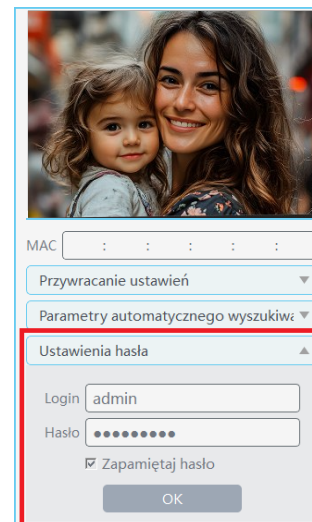 MAC : : : : :
Przywracanie ustawień
Parametry automatycznego wyszukiwa
Ustawienia hasła
Login admin
Hasło ●●●●●●●●●
Zapamiętaj hasło
OK